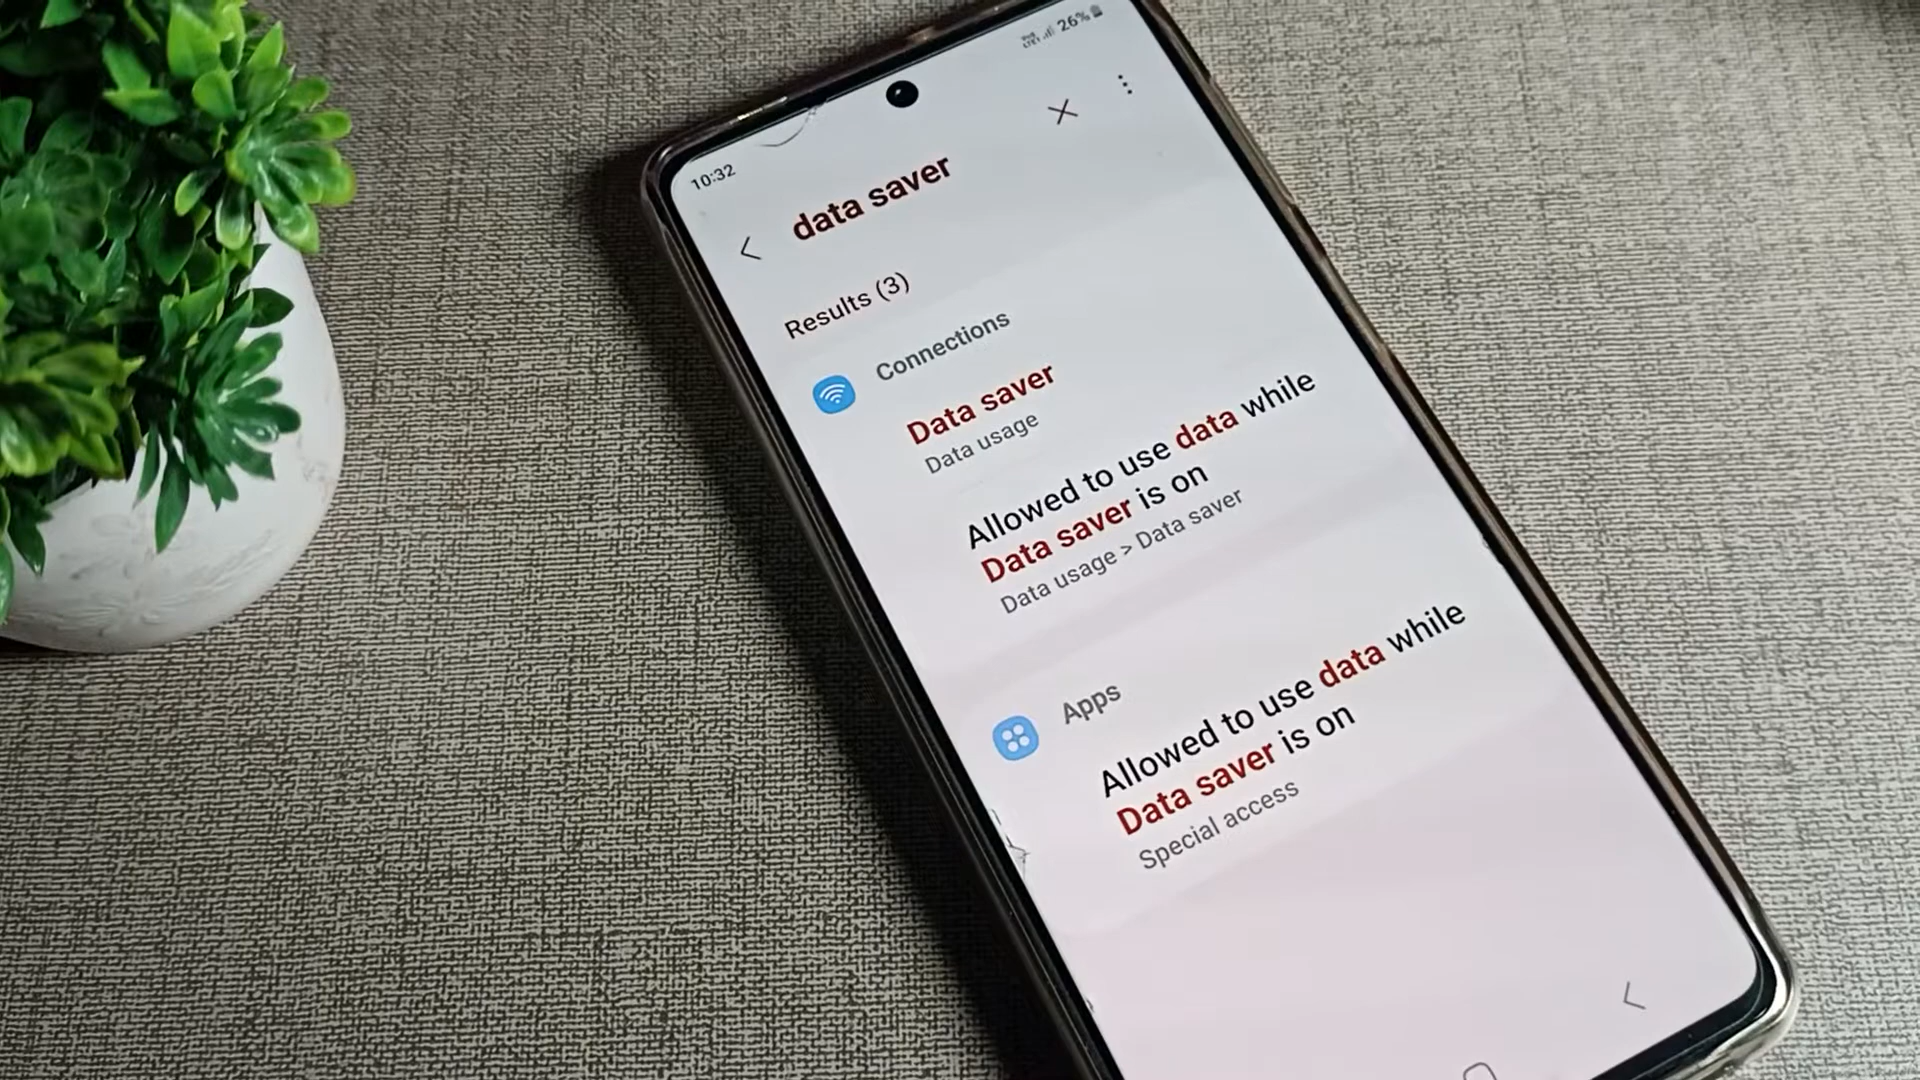 10:32
26%
data saver
Results (3)
Connections
Data saver
Data usage
Allowed to use data while
Data saver is on
Data usage > Data saver
Apps
Allowed to use data while
Data saver is on
Special access